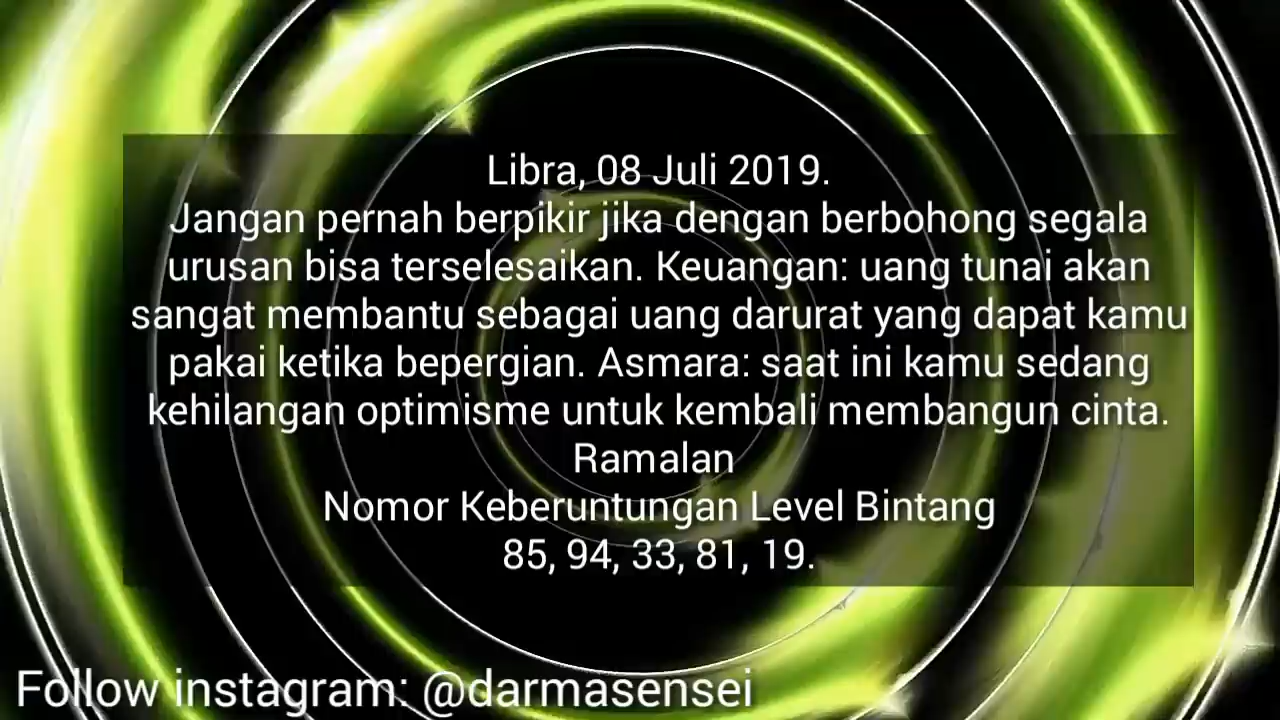 Libra, 08 Juli 2019.
Jangan pernah berpikir jika dengan berbohong segala
urusan bisa terselesaikan. Keuangan: uang tunai akan
sangat membantu sebagai uang darurat yang dapat kamu
pakai ketika bepergian. Asmara: saat ini kamu sedang
kehilangan optimisme untuk kembali membangun cinta.
Ramalan
Nomor Keberuntungan Level Bintang
85, 94, 33, 81, 19.
Follow instagram: @darmasensei